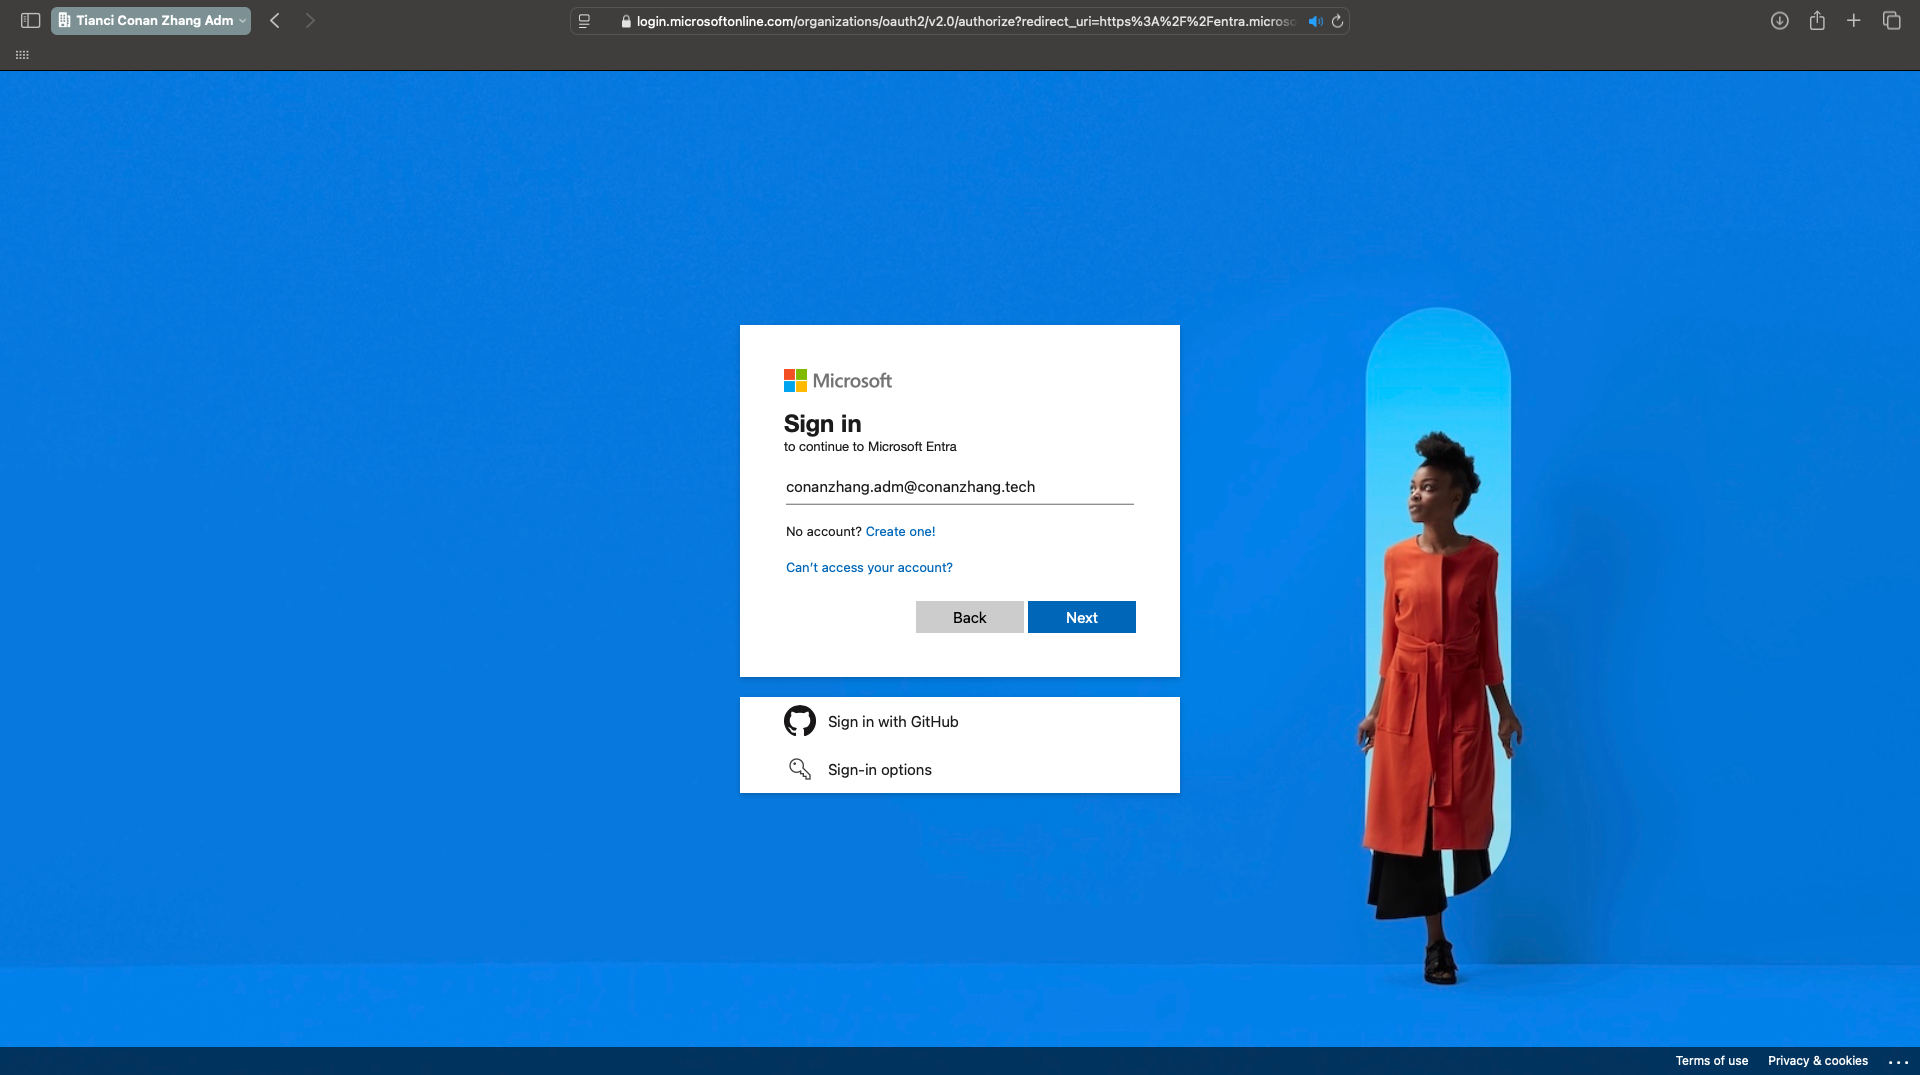 Tianci Conan Zhang Adm
login.microsoftonline.com/organizations/oauth2/v2.0/authorize?redirect_uri=https%3A%2F%2Fentra.microso
Microsoft
Sign in
to continue to Microsoft Entra
conanzhang.adm@conanzhang.tech
No account? Create one!
Can't access your account?
Back Next
Sign in with GitHub
Sign-in options
Terms of use Privacy & cookies ...